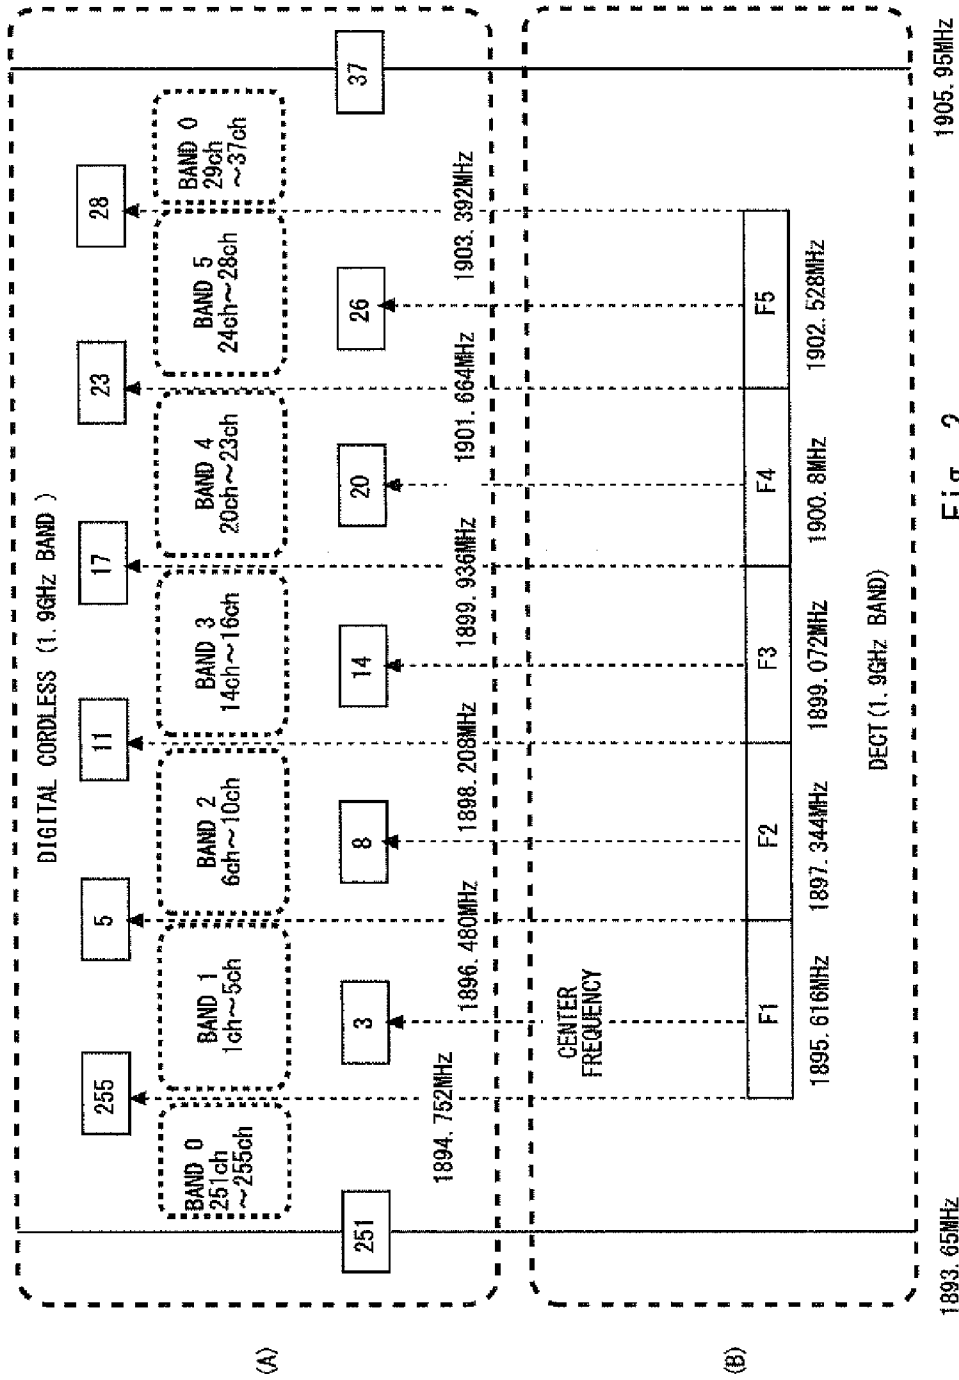 (A)
DIGITAL CORDLESS (1. 9GHz BAND )
255
5
11
17
23
28
BAND 0
251ch
~255ch
BAND 1
1ch~5ch
BAND 2
6ch~10ch
BAND 3
14ch~16ch
BAND 4
20ch~23ch
BAND 5
24ch~28ch
BAND 0
29ch
~37ch
251
3
8
14
20
26
37
1894. 752MHz
1896. 480MHz
1898. 208MHz
1899. 936MHz
1901. 664MHz
1903. 392MHz
(B)
CENTER
FREQUENCY
F1
F2
F3
F4
F5
1895. 616MHz
1897. 344MHz
1899. 072MHz
1900. 8MHz
1902. 528MHz
DECT(1. 9GHz BAND)
1893. 65MHz
1905. 95MHz
Fig. 2